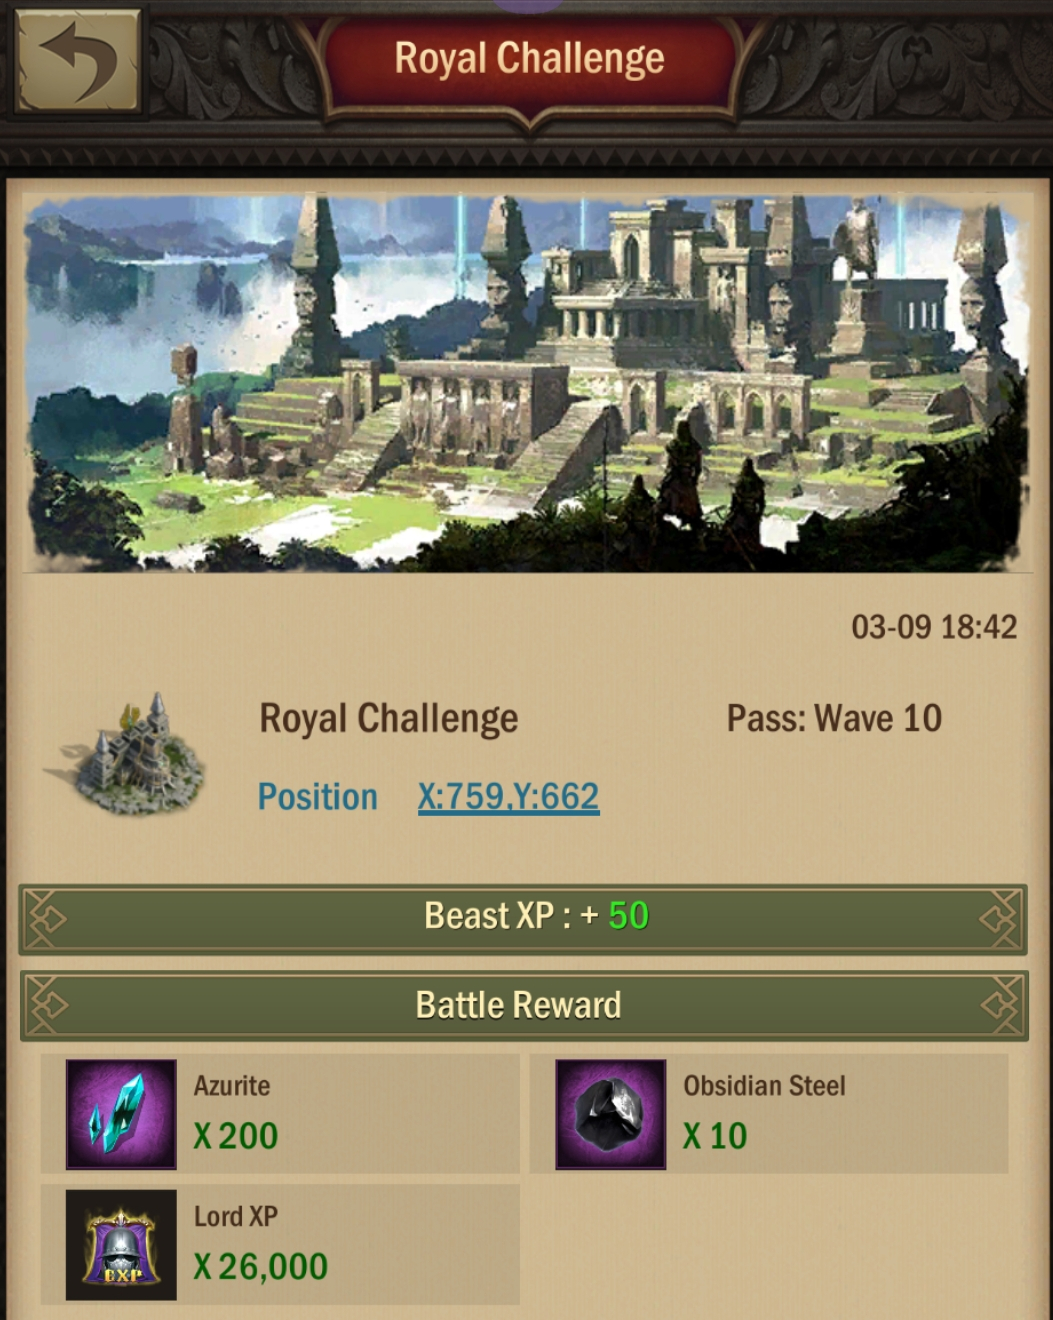 Royal Challenge
03-09 18:42
Royal Challenge
Pass: Wave 10
Position X:759,Y:662
Beast XP : + 50
Battle Reward
Azurite
X 200
Obsidian Steel
X 10
Lord XP
X 26,000
EXP